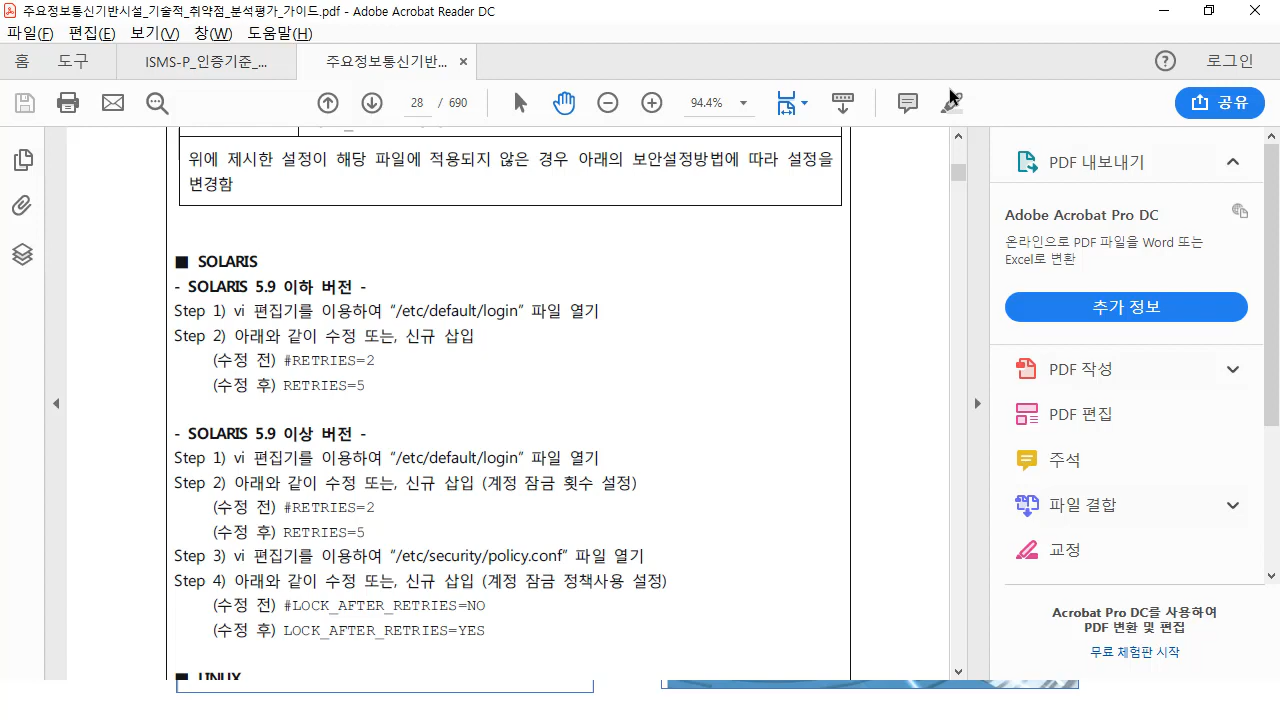 주요정보통신기반시설_기술적_취약점_분석평가_가이드.pdf - Adobe Acrobat Reader DC
파일(F) 편집(E) 보기(V) 창(W) 도움말(H)
홈 도구 ISMS-P_인증기준_... 주요정보통신기반... × ? 로그인
28 / 690 94.4% 공유
위에 제시한 설정이 해당 파일에 적용되지 않은 경우 아래의 보안설정방법에 따라 설정을
변경함
■ SOLARIS
- SOLARIS 5.9 이하 버전 -
Step 1) vi 편집기를 이용하여 “/etc/default/login” 파일 열기
Step 2) 아래와 같이 수정 또는, 신규 삽입
(수정 전) #RETRIES=2
(수정 후) RETRIES=5
- SOLARIS 5.9 이상 버전 -
Step 1) vi 편집기를 이용하여 “/etc/default/login” 파일 열기
Step 2) 아래와 같이 수정 또는, 신규 삽입 (계정 잠금 횟수 설정)
(수정 전) #RETRIES=2
(수정 후) RETRIES=5
Step 3) vi 편집기를 이용하여 “/etc/security/policy.conf” 파일 열기
Step 4) 아래와 같이 수정 또는, 신규 삽입 (계정 잠금 정책사용 설정)
(수정 전) #LOCK_AFTER_RETRIES=NO
(수정 후) LOCK_AFTER_RETRIES=YES
■ LINUX
PDF 내보내기
Adobe Acrobat Pro DC
온라인으로 PDF 파일을 Word 또는
Excel로 변환
추가 정보
PDF 작성
PDF 편집
주석
파일 결합
교정
Acrobat Pro DC를 사용하여
PDF 변환 및 편집
무료 체험판 시작